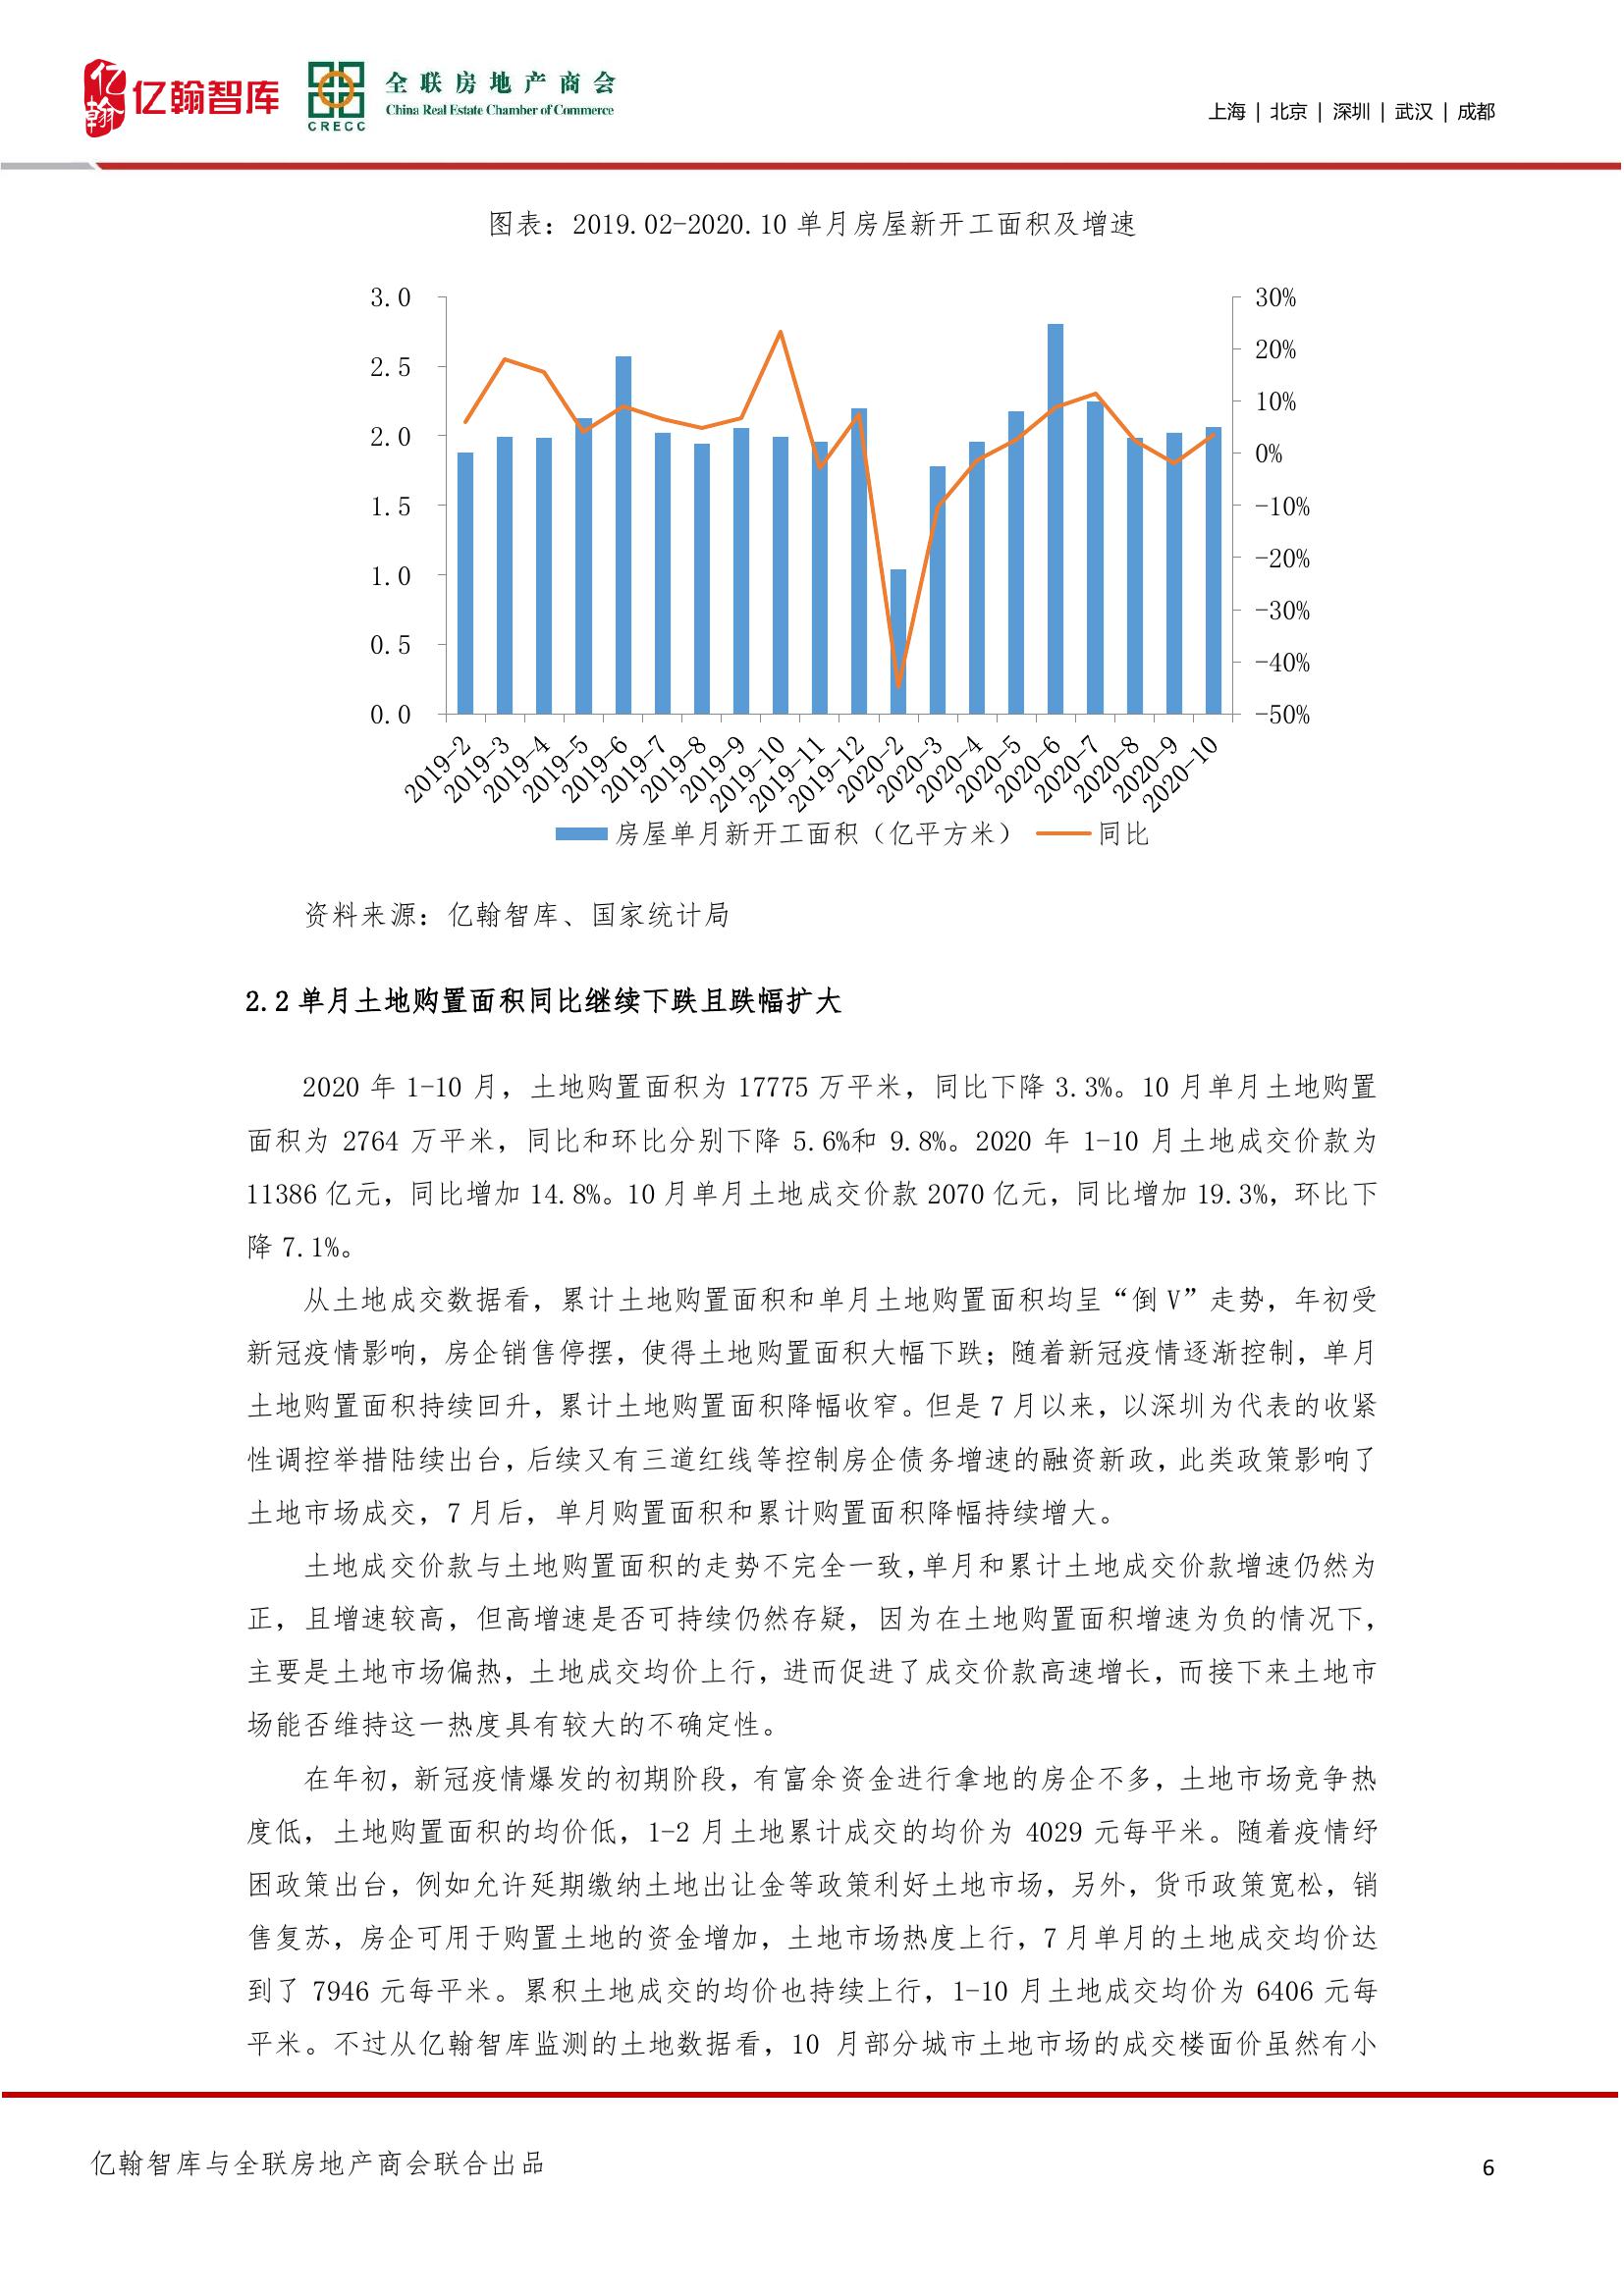 亿翰
亿翰智库
CRECC
全联房地产商会
China Real Estate Chamber of Commerce
上海 | 北京 | 深圳 | 武汉 | 成都
图表：2019.02-2020.10 单月房屋新开工面积及增速
3.0
2.5
2.0
1.5
1.0
0.5
0.0
30%
20%
10%
0%
-10%
-20%
-30%
-40%
-50%
2019-2
2019-3
2019-4
2019-5
2019-6
2019-7
2019-8
2019-9
2019-10
2019-11
2019-12
2020-2
2020-3
2020-4
2020-5
2020-6
2020-7
2020-8
2020-9
2020-10
房屋单月新开工面积（亿平方米） 同比
资料来源：亿翰智库、国家统计局
2.2 单月土地购置面积同比继续下跌且跌幅扩大
2020 年 1-10 月，土地购置面积为 17775 万平米，同比下降 3.3%。10 月单月土地购置
面积为 2764 万平米，同比和环比分别下降 5.6%和 9.8%。2020 年 1-10 月土地成交价款为
11386 亿元，同比增加 14.8%。10 月单月土地成交价款 2070 亿元，同比增加 19.3%，环比下
降 7.1%。
从土地成交数据看，累计土地购置面积和单月土地购置面积均呈“倒 V”走势，年初受
新冠疫情影响，房企销售停摆，使得土地购置面积大幅下跌；随着新冠疫情逐渐控制，单月
土地购置面积持续回升，累计土地购置面积降幅收窄。但是 7 月以来，以深圳为代表的收紧
性调控举措陆续出台，后续又有三道红线等控制房企债务增速的融资新政，此类政策影响了
土地市场成交，7 月后，单月购置面积和累计购置面积降幅持续增大。
土地成交价款与土地购置面积的走势不完全一致，单月和累计土地成交价款增速仍然为
正，且增速较高，但高增速是否可持续仍然存疑，因为在土地购置面积增速为负的情况下，
主要是土地市场偏热，土地成交均价上行，进而促进了成交价款高速增长，而接下来土地市
场能否维持这一热度具有较大的不确定性。
在年初，新冠疫情爆发的初期阶段，有富余资金进行拿地的房企不多，土地市场竞争热
度低，土地购置面积的均价低，1-2 月土地累计成交的均价为 4029 元每平米。随着疫情纾
困政策出台，例如允许延期缴纳土地出让金等政策利好土地市场，另外，货币政策宽松，销
售复苏，房企可用于购置土地的资金增加，土地市场热度上行，7 月单月的土地成交均价达
到了 7946 元每平米。累积土地成交的均价也持续上行，1-10 月土地成交均价为 6406 元每
平米。不过从亿翰智库监测的土地数据看，10 月部分城市土地市场的成交楼面价虽然有小
亿翰智库与全联房地产商会联合出品
6